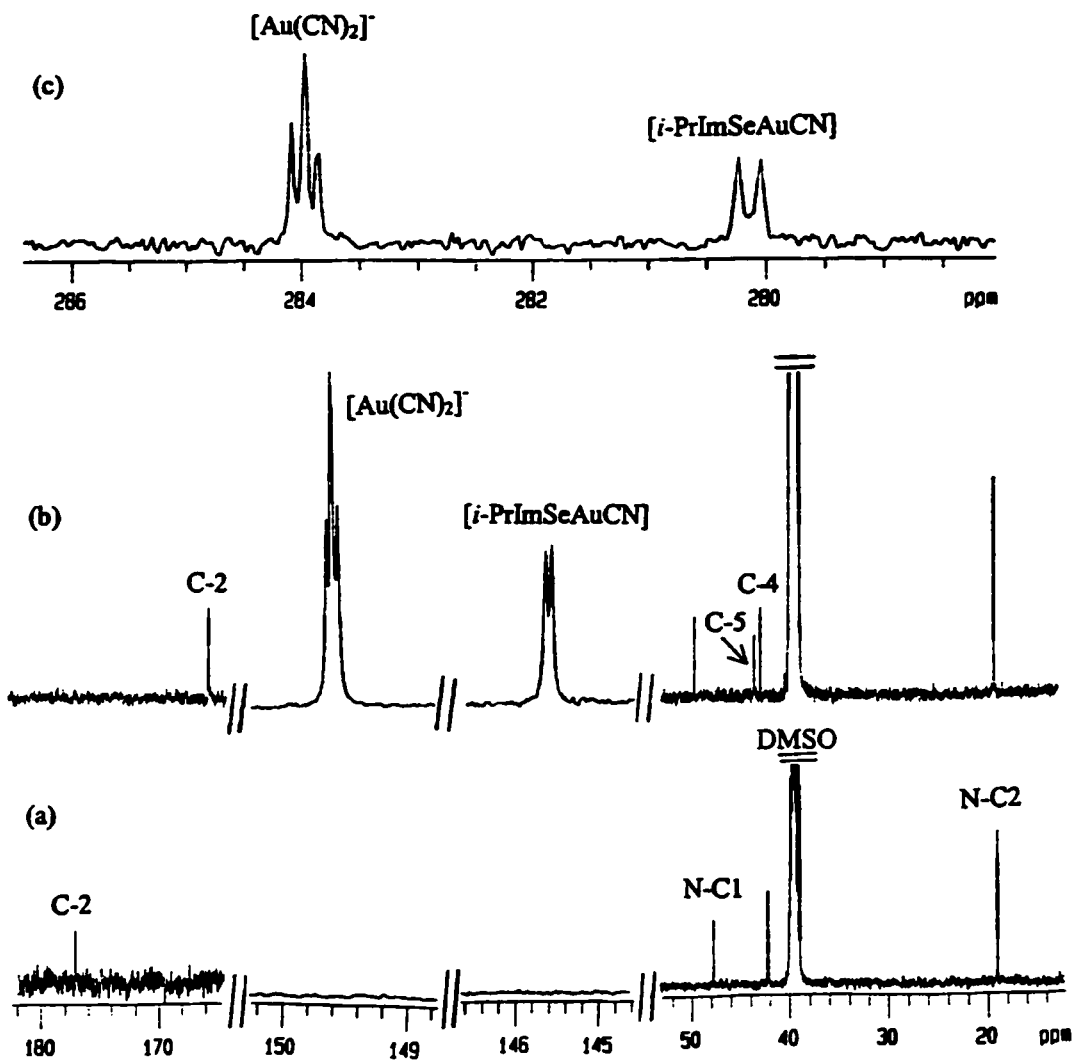 [Au(CN)₂]⁻
(c)
[i-PrImSeAuCN]
286 284 282 280 ppm
[Au(CN)₂]⁻
(b)
[i-PrImSeAuCN]
C-2
C-4
C-5
DMSO
(a)
N-C2
N-C1
C-2
180 170 150 149 146 145 50 40 30 20 ppm